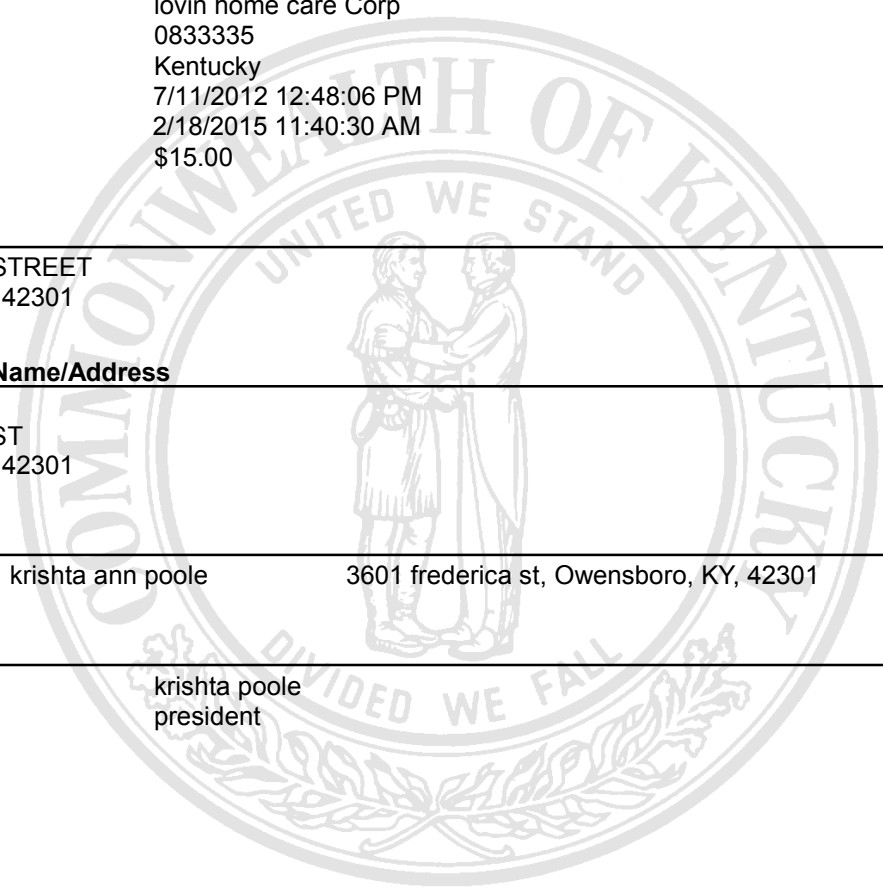 lovin home care Corp
0833335
Kentucky
7/11/2012 12:48:06 PM
2/18/2015 11:40:30 AM
$15.00
STREET
42301
Name/Address
ST
42301
krishta ann poole 3601 frederica st, Owensboro, KY, 42301
krishta poole
president
COMMONWEALTH OF KENTUCKY
UNITED WE STAND
DIVIDED WE FALL